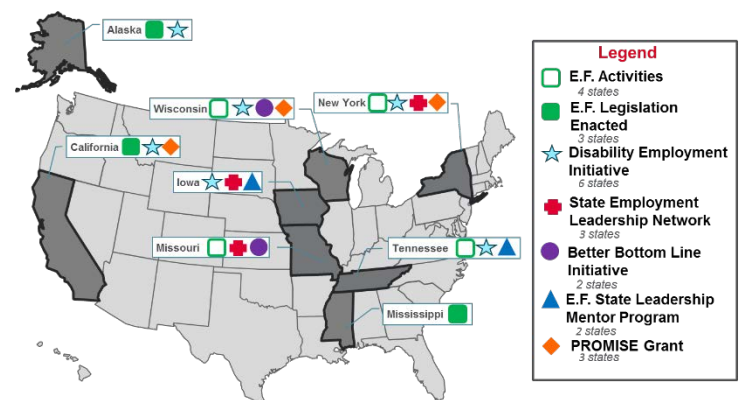 Alaska
Wisconsin
New York
California
Iowa
Missouri
Tennessee
Mississippi
Legend
E.F. Activities
4 states
E.F. Legislation
Enacted
3 states
Disability Employment
Initiative
6 states
State Employment
Leadership Network
3 states
Better Bottom Line
Initiative
2 states
E.F. State Leadership
Mentor Program
2 states
PROMISE Grant
3 states